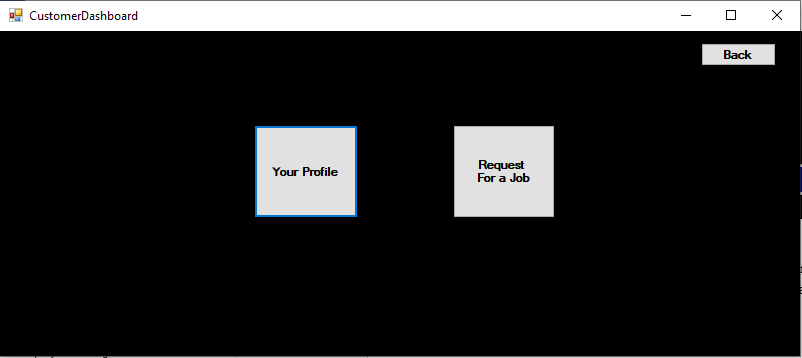 CustomerDashboard
Back
Your Profile
Request
For a Job